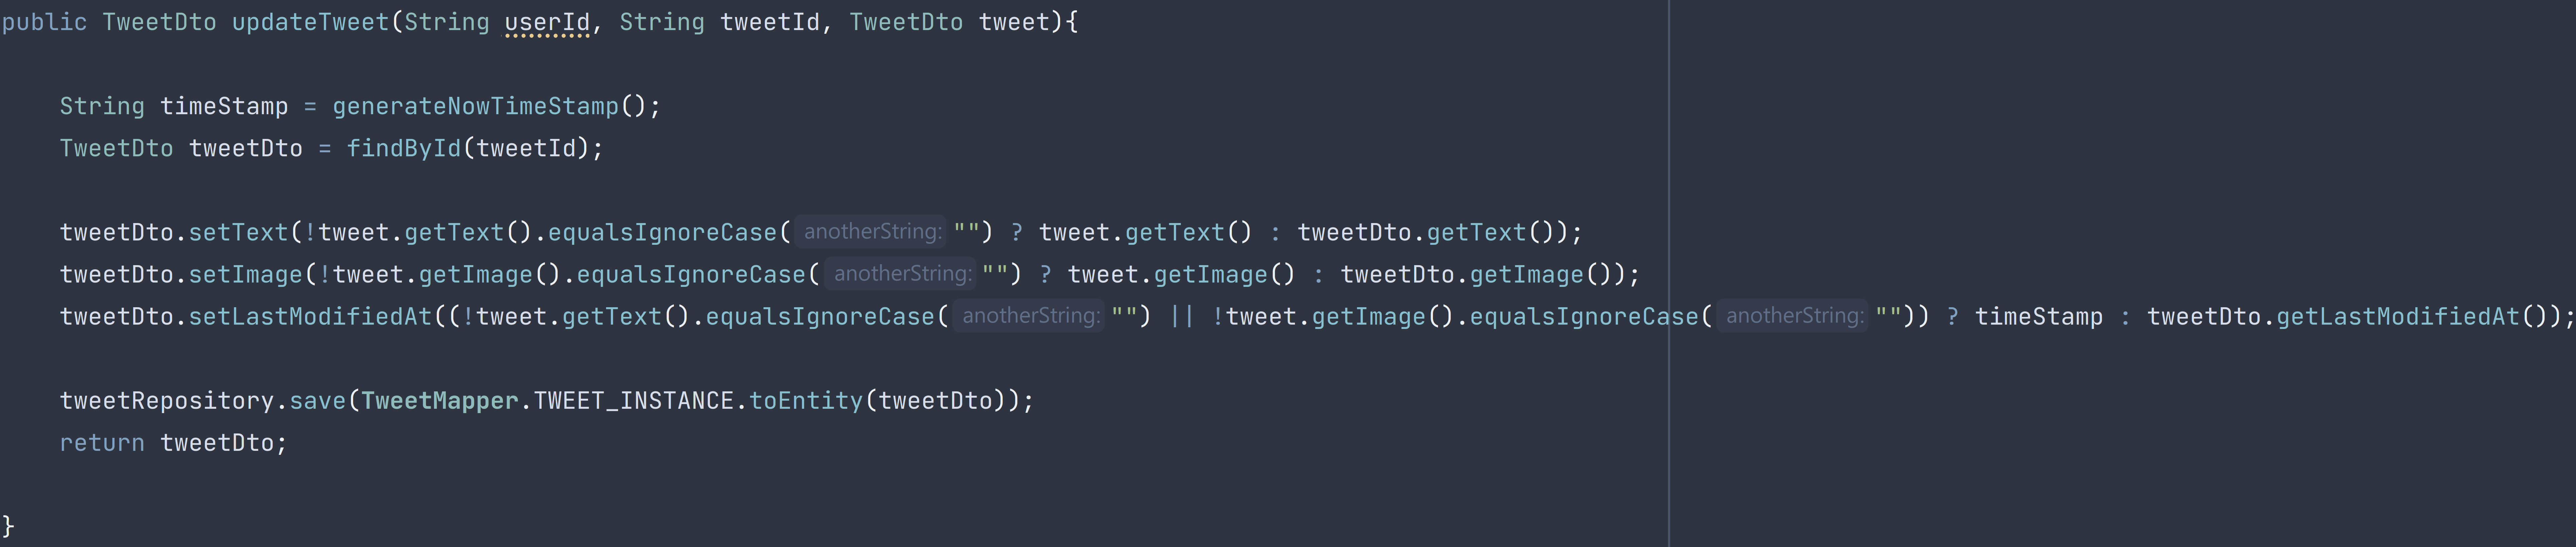 public TweetDto updateTweet(String userId, String tweetId, TweetDto tweet){
String timeStamp = generateNowTimeStamp();
TweetDto tweetDto = findById(tweetId);
tweetDto.setText(!tweet.getText().equalsIgnoreCase( anotherString: "") ? tweet.getText() : tweetDto.getText());
tweetDto.setImage(!tweet.getImage().equalsIgnoreCase( anotherString: "") ? tweet.getImage() : tweetDto.getImage());
tweetDto.setLastModifiedAt((!tweet.getText().equalsIgnoreCase( anotherString: "") || !tweet.getImage().equalsIgnoreCase( anotherString: "")) ? timeStamp : tweetDto.getLastModifiedAt());
tweetRepository.save(TweetMapper.TWEET_INSTANCE.toEntity(tweetDto));
return tweetDto;
}